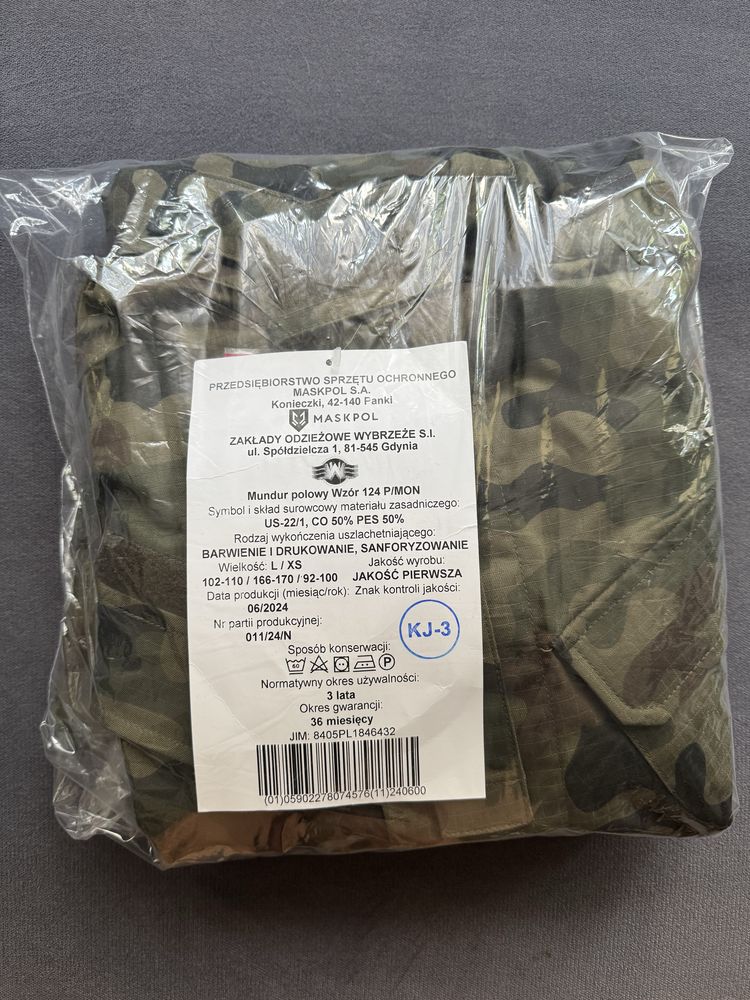 PRZEDSIĘBIORSTWO SPRZĘTU OCHRONNEGO
MASKPOL S.A.
Konieczki, 42-140 Panki
MASKPOL
ZAKŁADY ODZIEŻOWE WYBRZEŻE S.I.
ul. Spółdzielcza 1, 81-545 Gdynia
W
Mundur polowy Wzór 124 P/MON
Symbol i skład surowcowy materiału zasadniczego:
US-22/1, CO 50% PES 50%
Rodzaj wykończenia uszlachetniającego:
BARWIENIE I DRUKOWANIE, SANFORYZOWANIE
Wielkość: L / XS Jakość wyrobu:
102-110 / 166-170 / 92-100 JAKOŚĆ PIERWSZA
Data produkcji (miesiąc/rok): Znak kontroli jakości:
06/2024
Nr partii produkcyjnej:
011/24/N
KJ-3
Sposób konserwacji:
60 P
Normatywny okres używalności:
3 lata
Okres gwarancji:
36 miesięcy
JIM: 8405PL1846432
(01)05902278074576(11)240600